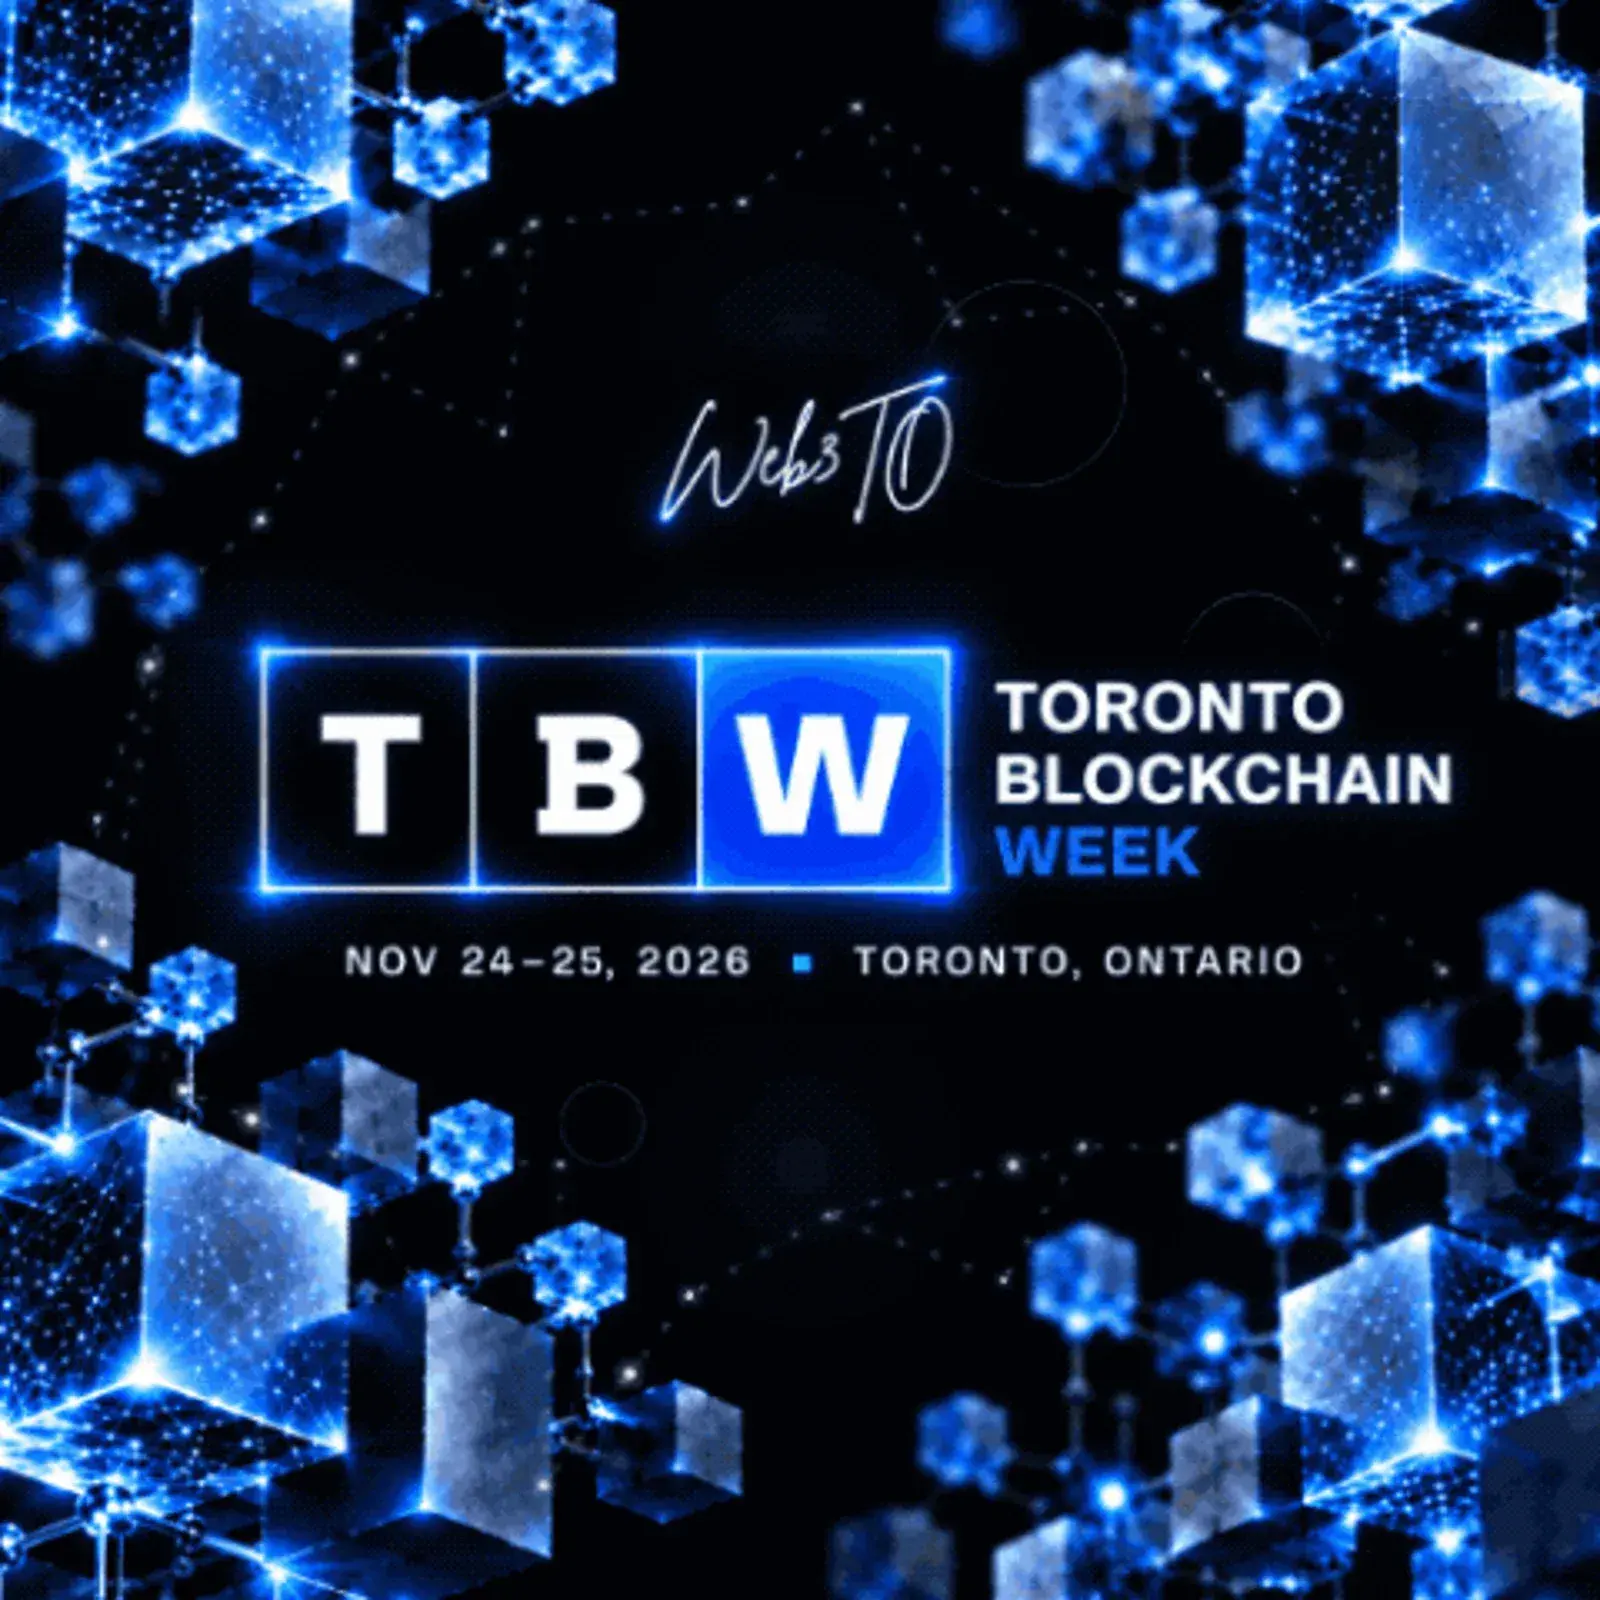 Web3TO
TBW
TORONTO
BLOCKCHAIN
WEEK
NOV 24–25, 2026 ▪ TORONTO, ONTARIO